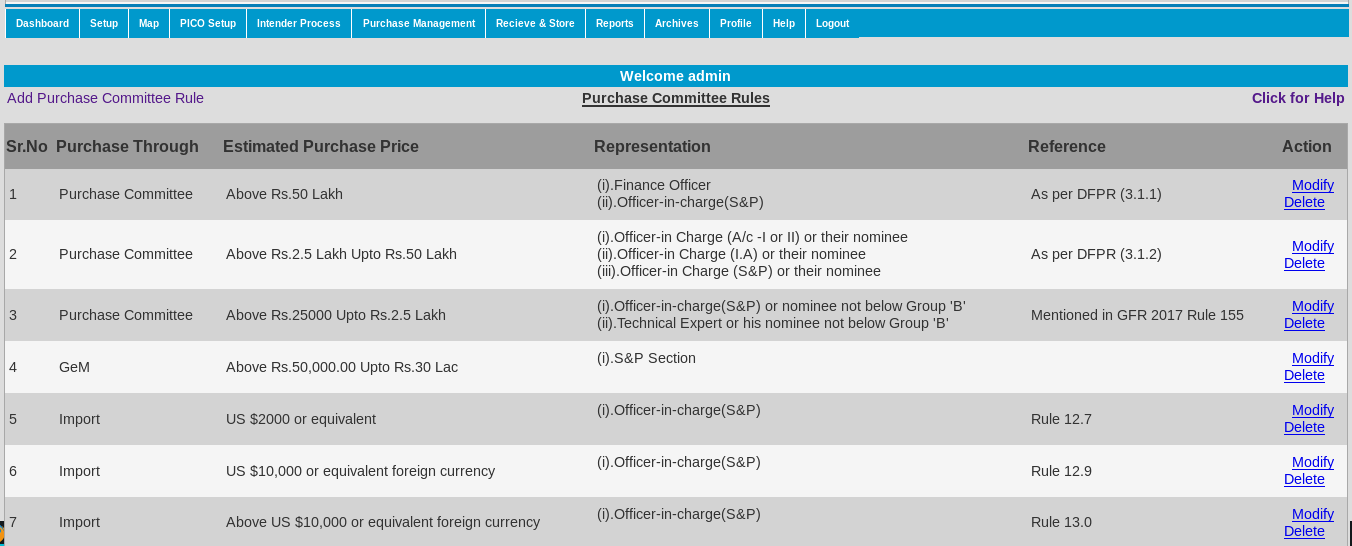 Dashboard Setup Map PICO Setup Intender Process Purchase Management Recieve & Store Reports Archives Profile Help Logout
Welcome admin
Add Purchase Committee Rule Purchase Committee Rules Click for Help
Sr.No Purchase Through Estimated Purchase Price Representation Reference Action
1 Purchase Committee Above Rs.50 Lakh (i).Finance Officer As per DFPR (3.1.1) Modify
(ii).Officer-in-charge(S&P) Delete
(i).Officer-in Charge (A/c -I or II) or their nominee
2 Purchase Committee Above Rs.2.5 Lakh Upto Rs.50 Lakh (ii).Officer-in Charge (I.A) or their nominee As per DFPR (3.1.2) Modify
(iii).Officer-in Charge (S&P) or their nominee Delete
3 Purchase Committee Above Rs.25000 Upto Rs.2.5 Lakh (i).Officer-in-charge(S&P) or nominee not below Group 'B' Mentioned in GFR 2017 Rule 155 Modify
(ii).Technical Expert or his nominee not below Group 'B' Delete
4 GeM Above Rs.50,000.00 Upto Rs.30 Lac (i).S&P Section Modify
Delete
5 Import US $2000 or equivalent (i).Officer-in-charge(S&P) Rule 12.7 Modify
Delete
6 Import US $10,000 or equivalent foreign currency (i).Officer-in-charge(S&P) Rule 12.9 Modify
Delete
7 Import Above US $10,000 or equivalent foreign currency (i).Officer-in-charge(S&P) Rule 13.0 Modify
Delete